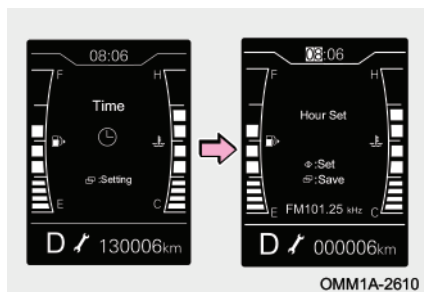 08:06
F H
Time
:Setting
E C
D 130006km
08:06
F H
Hour Set
:Set
:Save
E FM101.25 kHz C
D 000006km
OMM1A-2610